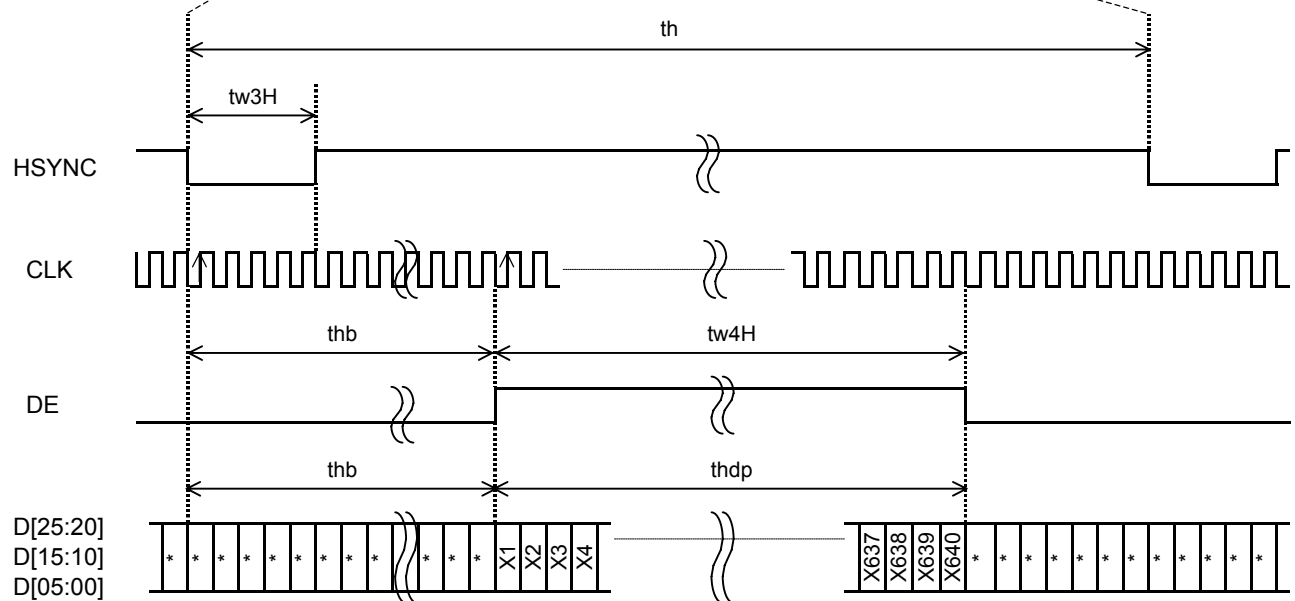 th
tw3H
HSYNC
CLK
thb tw4H
DE
thb thdp
D[25:20]
D[15:10]
D[05:00]
* * * * * * * * * * * * X1 X2 X3 X4 X637 X638 X639 X640 * * * * * * * * * * * *